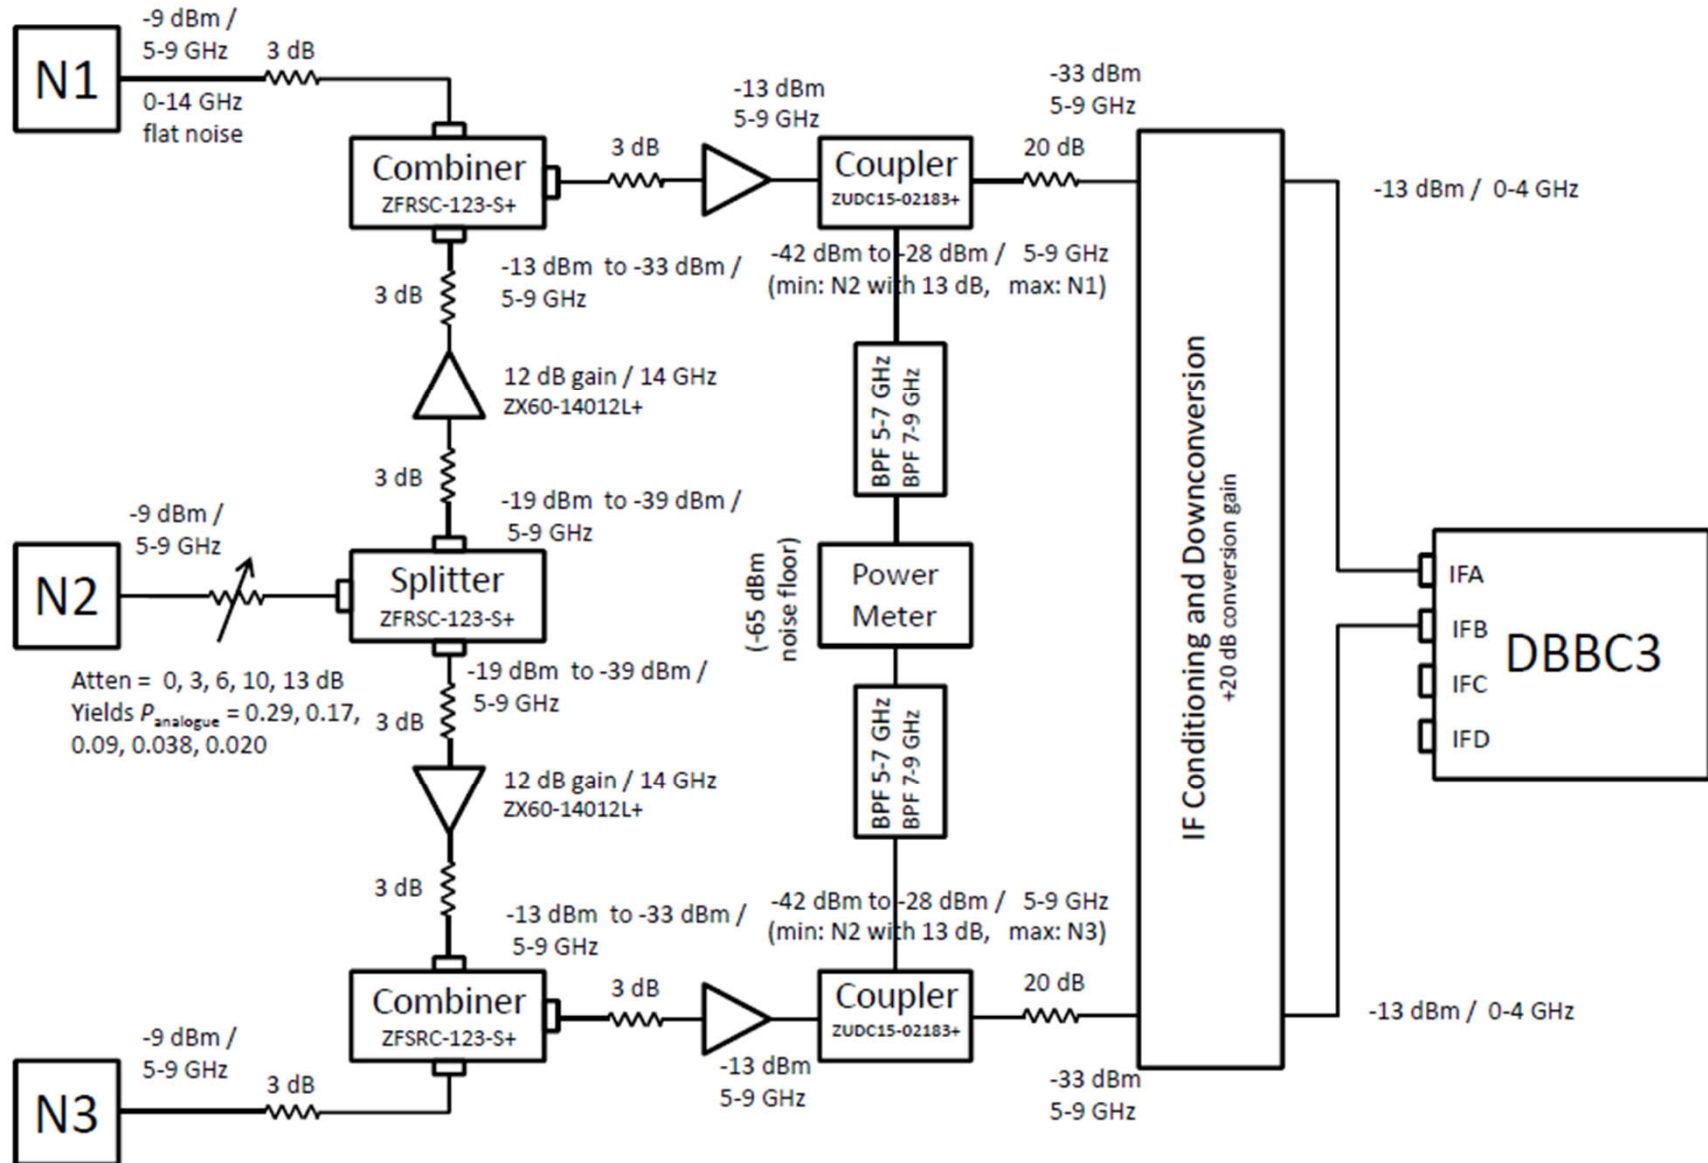 N1
-9 dBm /
5-9 GHz
0-14 GHz
flat noise
3 dB
Combiner
ZFRSC-123-S+
3 dB
-13 dBm
5-9 GHz
Coupler
ZUDC15-02183+
20 dB
-33 dBm
5-9 GHz
-13 dBm / 0-4 GHz
-13 dBm to -33 dBm /
5-9 GHz
3 dB
-42 dBm to -28 dBm / 5-9 GHz
(min: N2 with 13 dB, max: N1)
12 dB gain / 14 GHz
ZX60-14012L+
BPF 5-7 GHz
BPF 7-9 GHz
3 dB
-19 dBm to -39 dBm /
5-9 GHz
N2
-9 dBm /
5-9 GHz
Splitter
ZFRSC-123-S+
Power
Meter
(-65 dBm
noise floor)
IF Conditioning and Downconversion
+20 dB conversion gain
IFA
IFB
IFC
IFD
DBBC3
Atten = 0, 3, 6, 10, 13 dB
Yields Panalogue = 0.29, 0.17,
0.09, 0.038, 0.020
-19 dBm to -39 dBm /
5-9 GHz
3 dB
12 dB gain / 14 GHz
ZX60-14012L+
BPF 5-7 GHz
BPF 7-9 GHz
3 dB
-13 dBm to -33 dBm /
5-9 GHz
-42 dBm to -28 dBm / 5-9 GHz
(min: N2 with 13 dB, max: N3)
Combiner
ZFSRC-123-S+
3 dB
-13 dBm
5-9 GHz
Coupler
ZUDC15-02183+
20 dB
-33 dBm
5-9 GHz
-13 dBm / 0-4 GHz
N3
-9 dBm /
5-9 GHz
3 dB